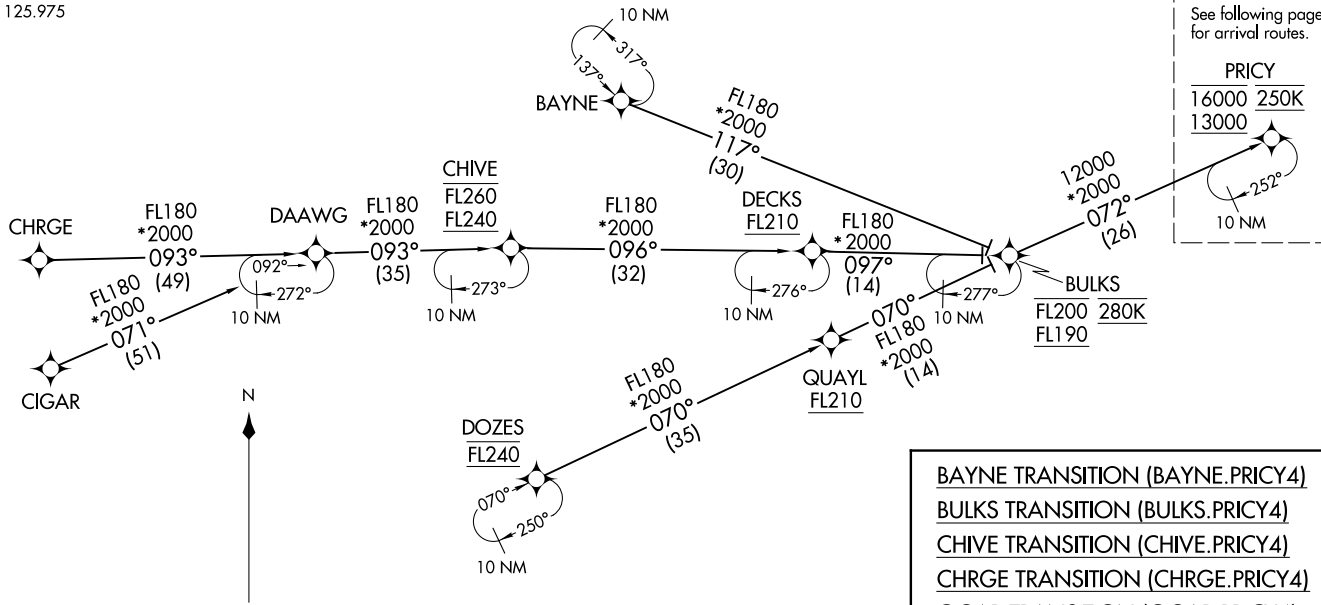 125.975
See following page
for arrival routes.
PRICY
16000 250K
13000
10 NM
317°
137°
BAYNE
FL180
*2000
117°
(30)
12000
*2000
072°
(26)
252°
10 NM
CHIVE
FL260
FL240
DECKS
FL210
CHRGE
FL180
*2000
093°
(49)
DAAWG
FL180
*2000
093°
(35)
FL180
*2000
096°
(32)
FL180
*2000
097°
(14)
092°
272°
10 NM
273°
10 NM
276°
10 NM
277°
10 NM
BULKS
FL200 280K
FL190
FL180
*2000
071°
(51)
CIGAR
070°
FL180
*2000
(14)
QUAYL
FL210
FL180
*2000
070°
(35)
N
DOZES
FL240
070°
250°
10 NM
BAYNE TRANSITION (BAYNE.PRICY4)
BULKS TRANSITION (BULKS.PRICY4)
CHIVE TRANSITION (CHIVE.PRICY4)
CHRGE TRANSITION (CHRGE.PRICY4)